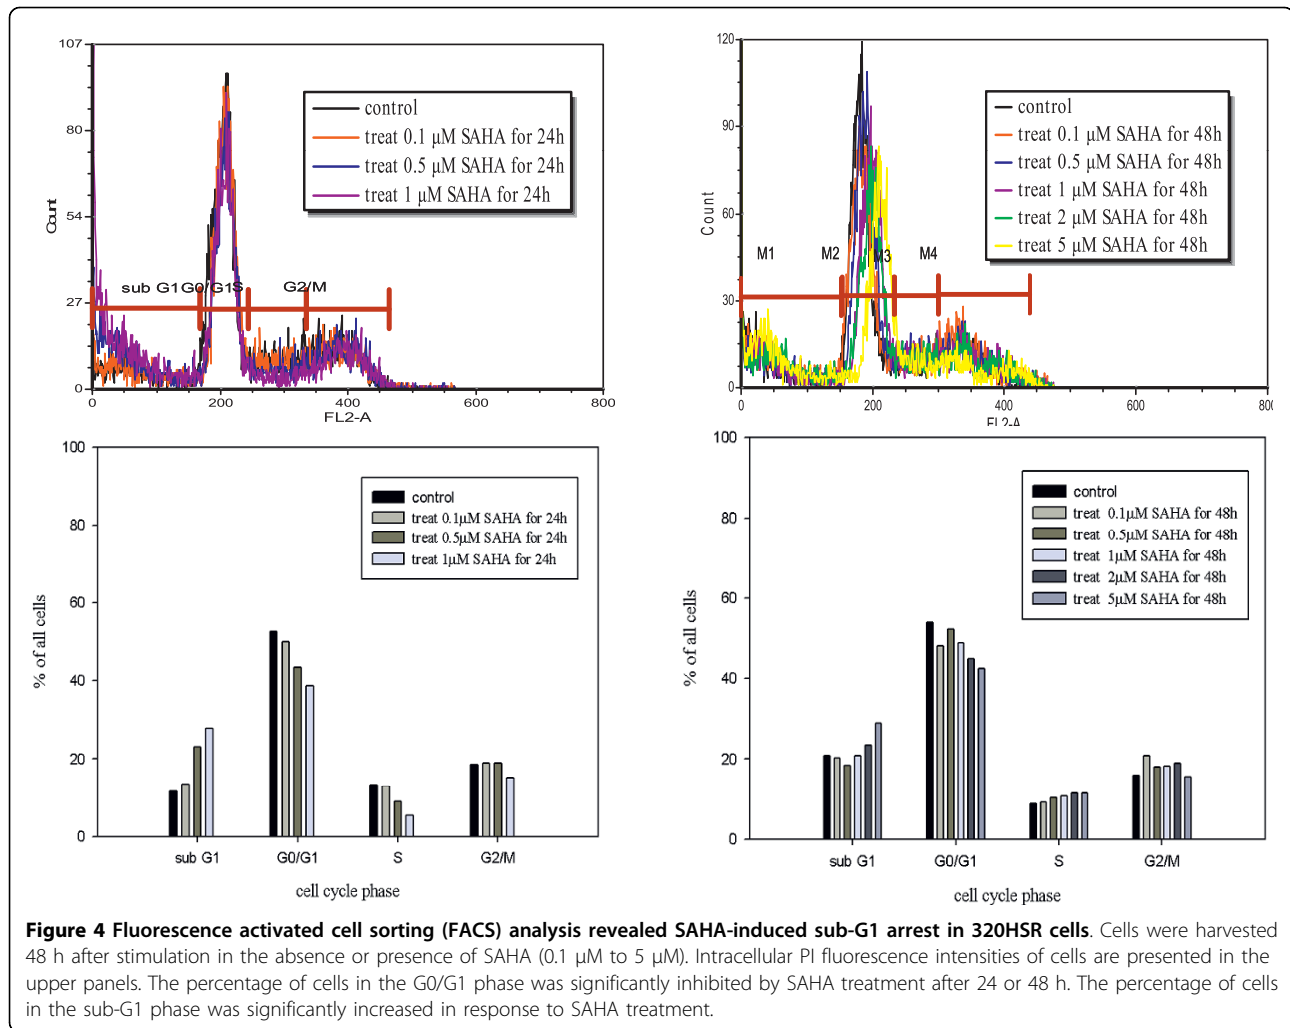 107
80
54
27
0
Count
control
treat 0.1 µM SAHA for 24h
treat 0.5 µM SAHA for 24h
treat 1 µM SAHA for 24h
sub G1 G0/G1 S G2/M
0 200 400 600 800
FL2-A
120
90
60
30
0
Count
control
treat 0.1 µM SAHA for 48h
treat 0.5 µM SAHA for 48h
treat 1 µM SAHA for 48h
treat 2 µM SAHA for 48h
treat 5 µM SAHA for 48h
M1 M2 M3 M4
0 200 400 600 800
FL2-A
100
80
60
40
20
0
% of all cells
control
treat 0.1µM SAHA for 24h
treat 0.5µM SAHA for 24h
treat 1µM SAHA for 24h
sub G1 G0/G1 S G2/M
cell cycle phase
100
80
60
40
20
0
% of all cells
control
treat 0.1µM SAHA for 48h
treat 0.5µM SAHA for 48h
treat 1µM SAHA for 48h
treat 2µM SAHA for 48h
treat 5µM SAHA for 48h
sub G1 G0/G1 S G2/M
cell cycle phase
Figure 4 Fluorescence activated cell sorting (FACS) analysis revealed SAHA-induced sub-G1 arrest in 320HSR cells. Cells were harvested
48 h after stimulation in the absence or presence of SAHA (0.1 µM to 5 µM). Intracellular PI fluorescence intensities of cells are presented in the
upper panels. The percentage of cells in the G0/G1 phase was significantly inhibited by SAHA treatment after 24 or 48 h. The percentage of cells
in the sub-G1 phase was significantly increased in response to SAHA treatment.